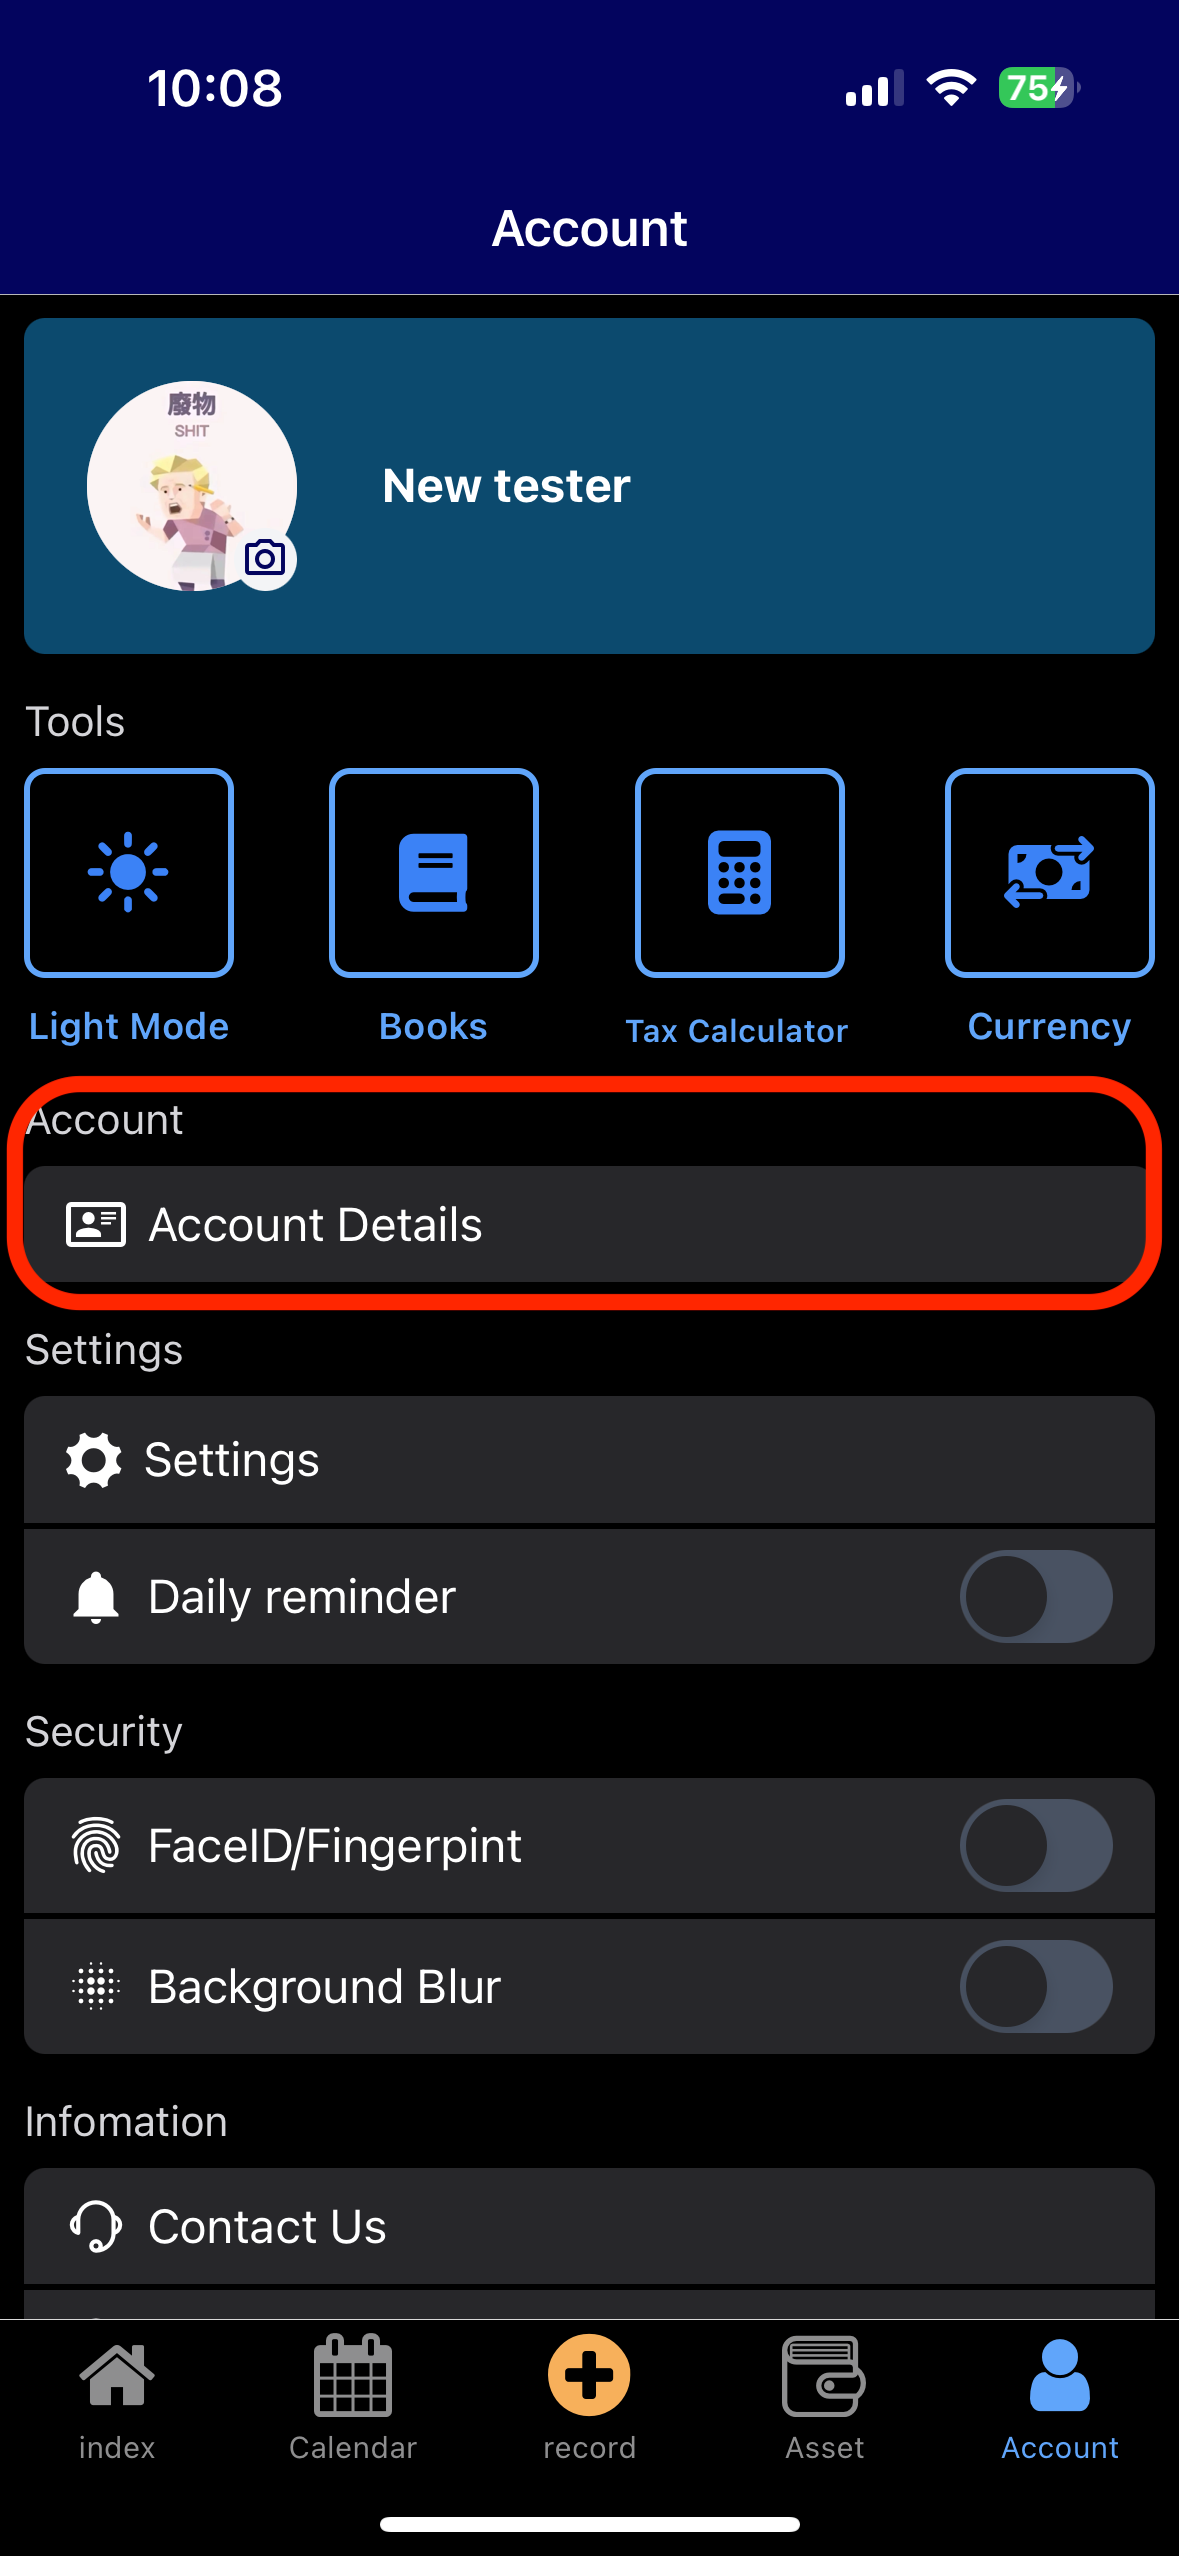 10:08
75
Account
廢物
SHIT
New tester
Tools
Light Mode
Books
Tax Calculator
Currency
Account
Account Details
Settings
Settings
Daily reminder
Security
FaceID/Fingerpint
Background Blur
Infomation
Contact Us
index
Calendar
record
Asset
Account